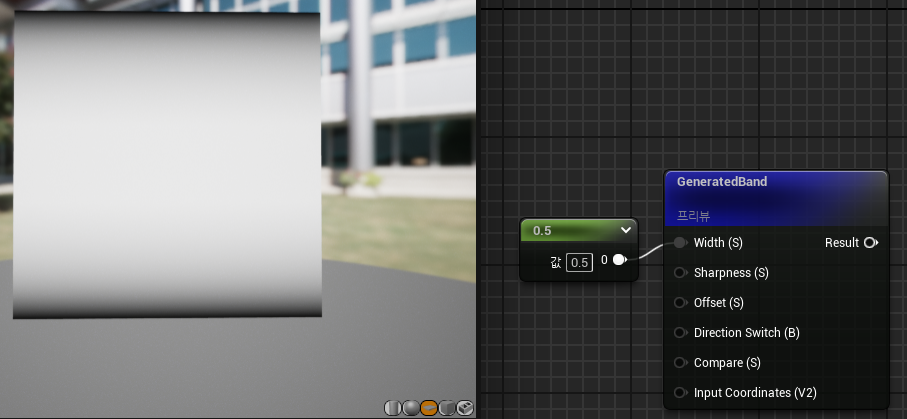 GeneratedBand
프리뷰
0.5
값 0.5 0
Width (S) Result
Sharpness (S)
Offset (S)
Direction Switch (B)
Compare (S)
Input Coordinates (V2)